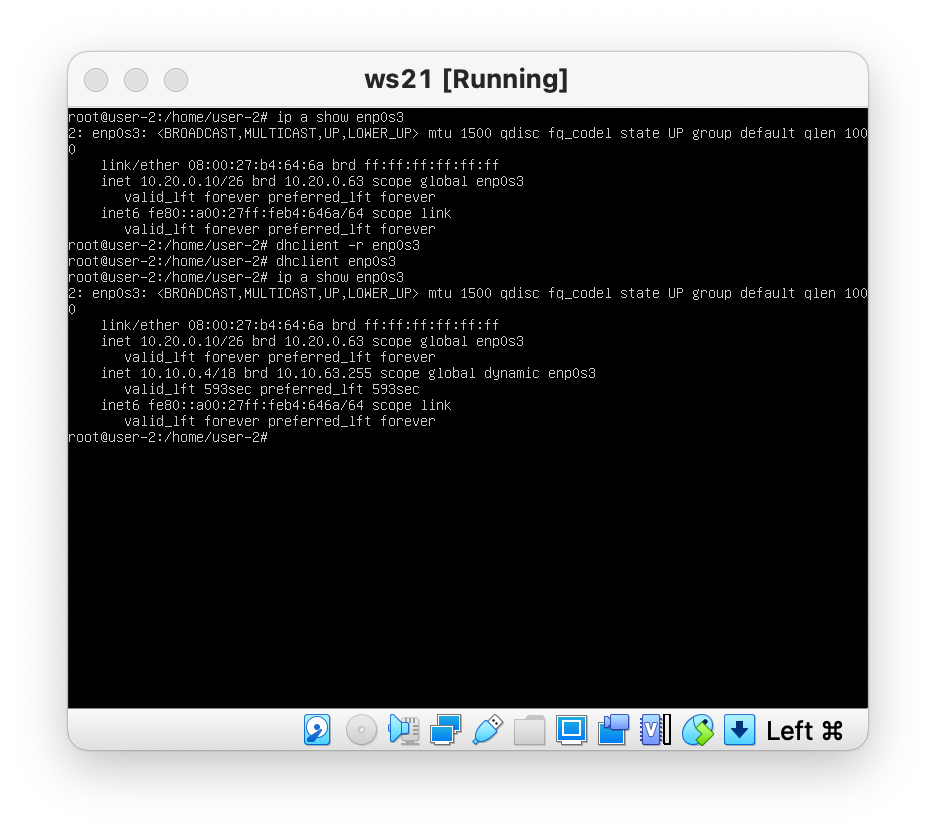 ws21 [Running]
root@user-2:/home/user-2# ip a show enp0s3
2: enp0s3: <BROADCAST,MULTICAST,UP,LOWER_UP> mtu 1500 qdisc fq_codel state UP group default qlen 100
0
    link/ether 08:00:27:b4:64:6a brd ff:ff:ff:ff:ff:ff
    inet 10.20.0.10/26 brd 10.20.0.63 scope global enp0s3
       valid_lft forever preferred_lft forever
    inet6 fe80::a00:27ff:feb4:646a/64 scope link
       valid_lft forever preferred_lft forever
root@user-2:/home/user-2# dhclient -r enp0s3
root@user-2:/home/user-2# dhclient enp0s3
root@user-2:/home/user-2# ip a show enp0s3
2: enp0s3: <BROADCAST,MULTICAST,UP,LOWER_UP> mtu 1500 qdisc fq_codel state UP group default qlen 100
0
    link/ether 08:00:27:b4:64:6a brd ff:ff:ff:ff:ff:ff
    inet 10.20.0.10/26 brd 10.20.0.63 scope global enp0s3
       valid_lft forever preferred_lft forever
    inet 10.10.0.4/18 brd 10.10.63.255 scope global dynamic enp0s3
       valid_lft 593sec preferred_lft 593sec
    inet6 fe80::a00:27ff:feb4:646a/64 scope link
       valid_lft forever preferred_lft forever
root@user-2:/home/user-2#
V
Left ⌘